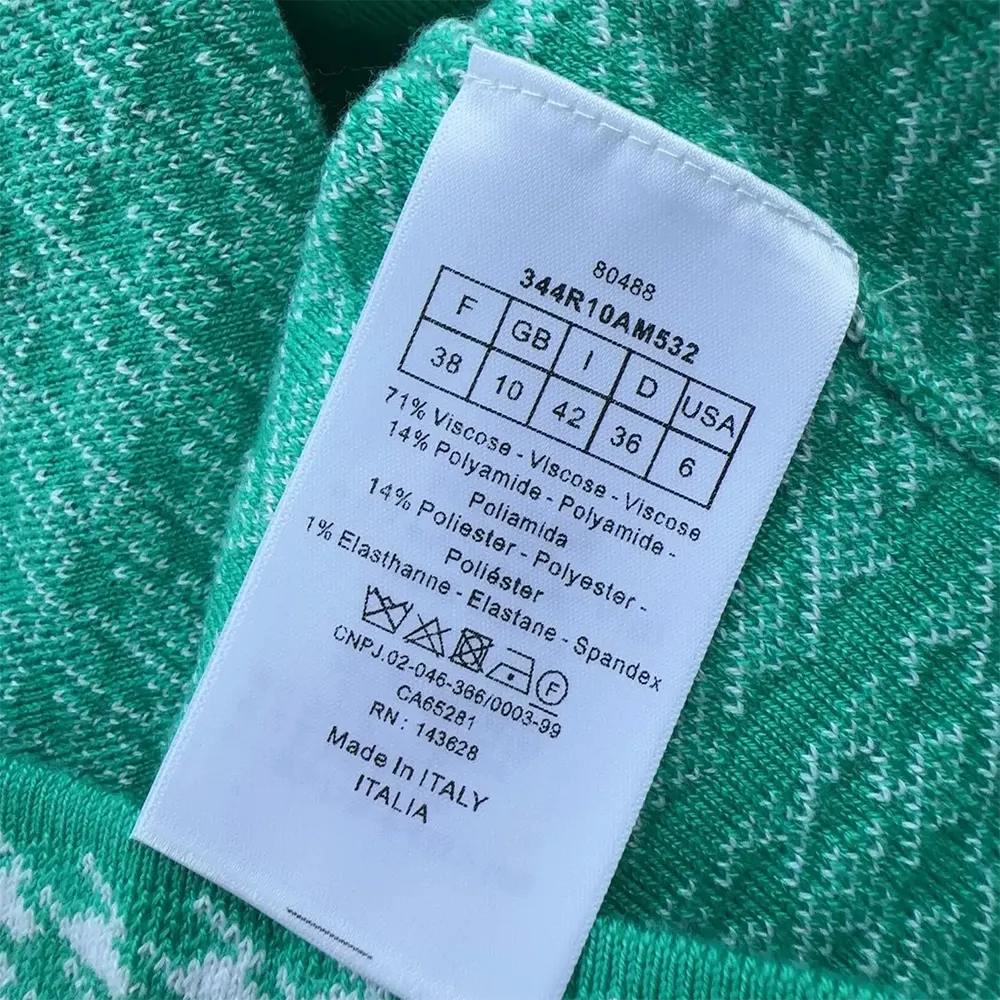 80488
344R10AM532
F GB I D USA
38 10 42 36 6
71% Viscose - Viscose - Viscose
14% Polyamide - Polyamide -
Poliamida
14% Poliester - Polyester -
Poliéster
1% Elasthanne - Elastane - Spandex
F
CNPJ.02-046-366/0003-99
CA65281
RN : 143628
Made In ITALY
ITALIA